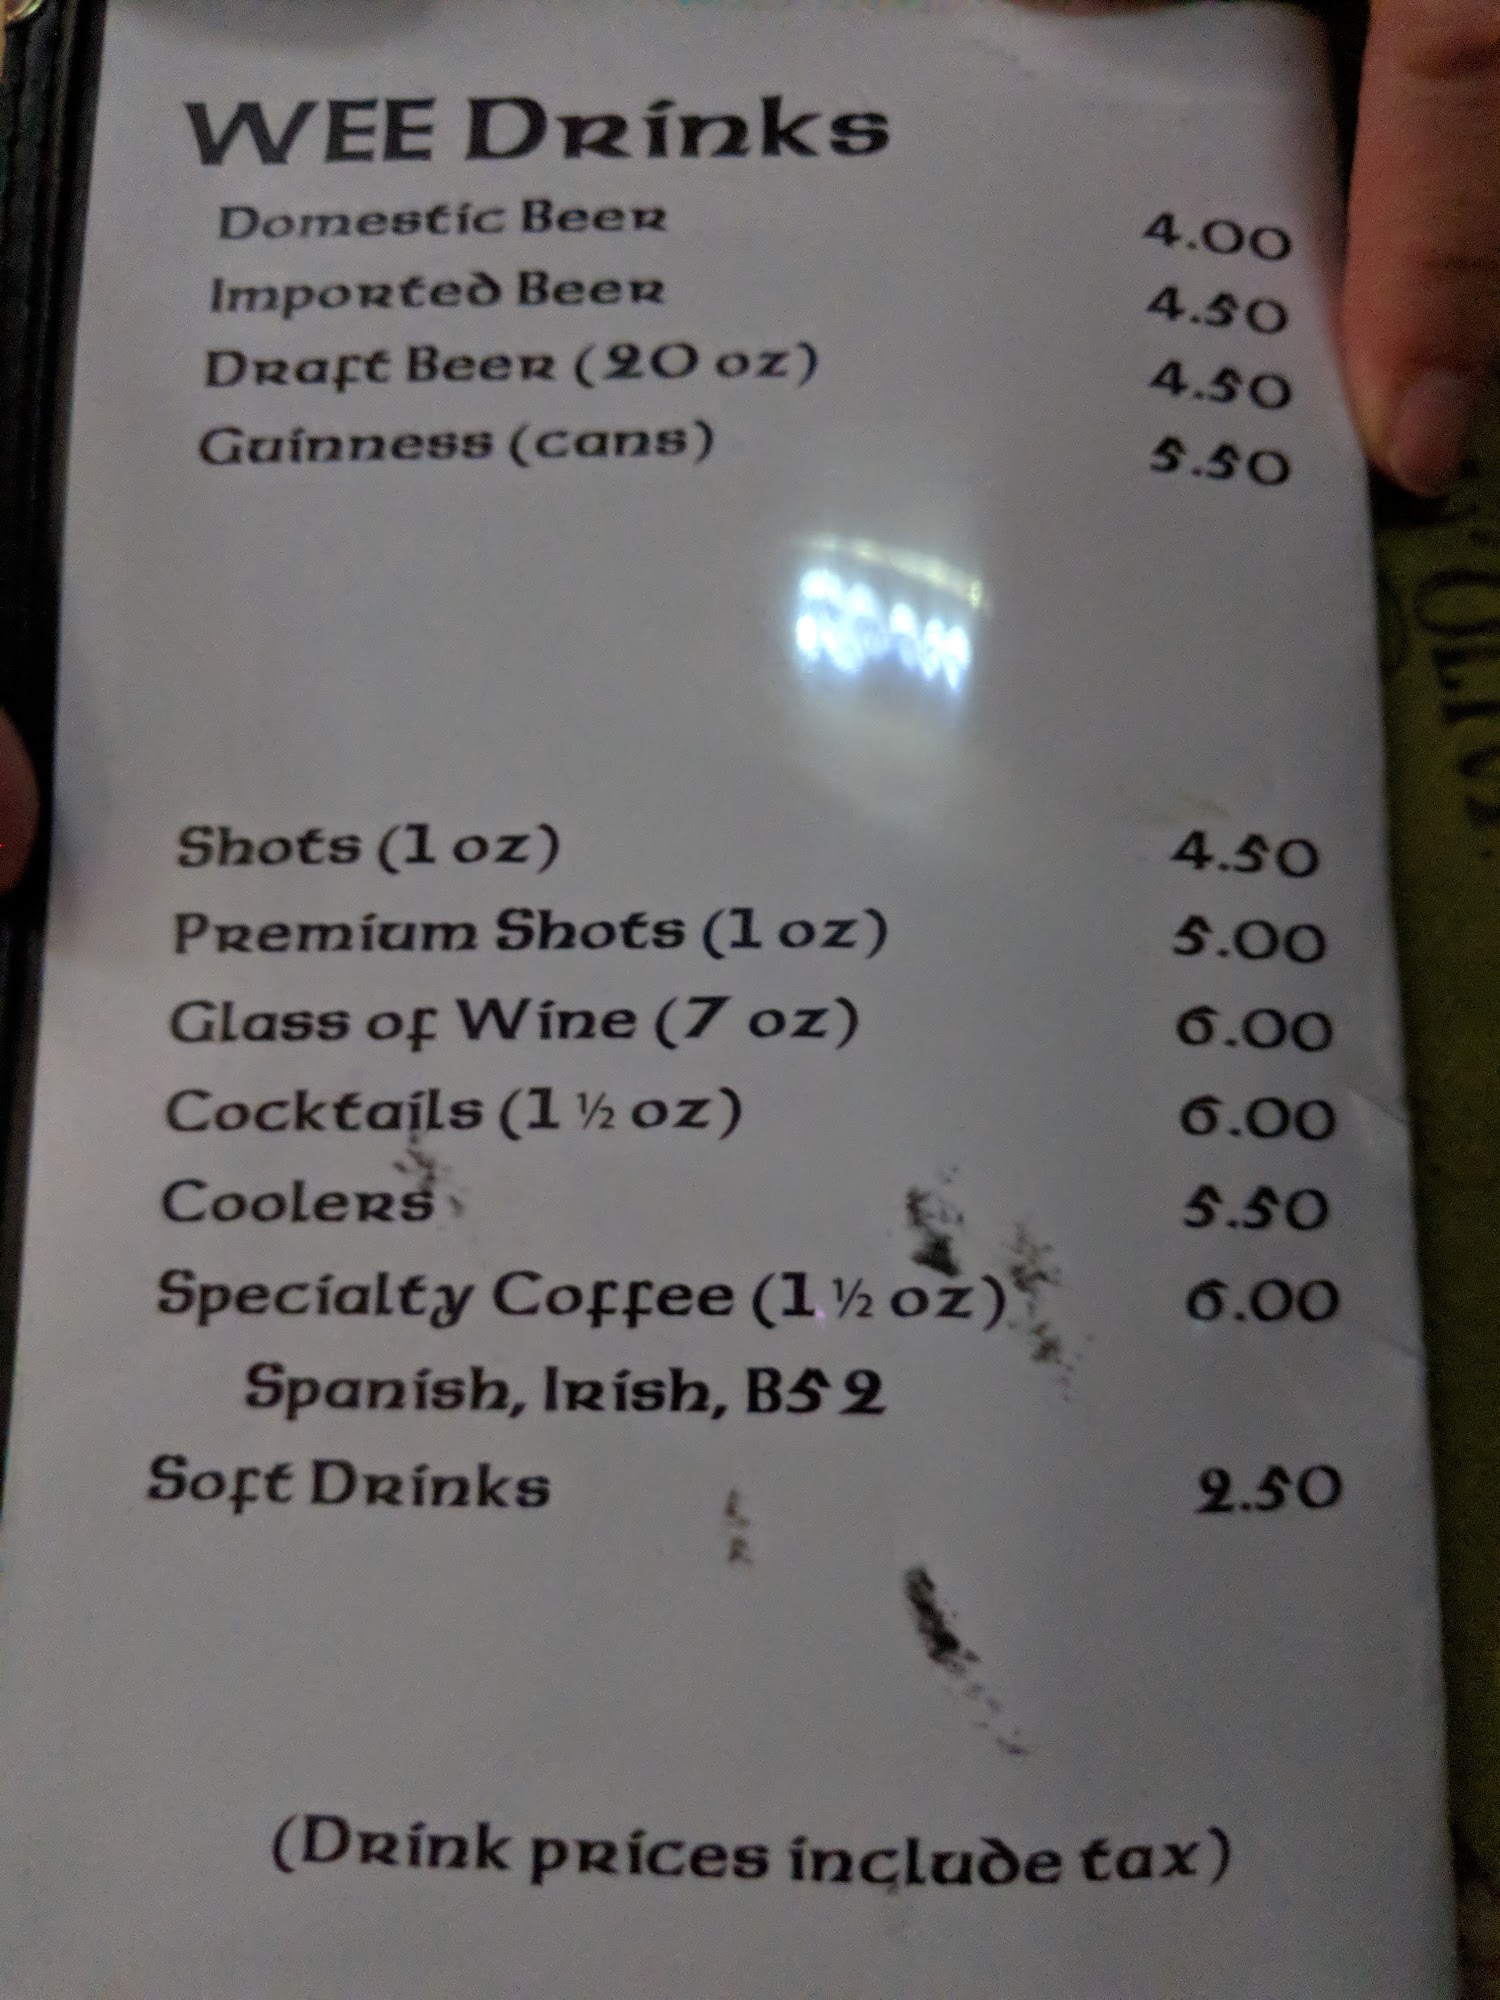 WEE Drinks
Domestic Beer 4.00
Imported Beer 4.50
Draft Beer (20 oz) 4.50
Guinness (cans) 5.50
Shots (1 oz) 4.50
Premium Shots (1 oz) 5.00
Glass of Wine (7 oz) 6.00
Cocktails (1 ½ oz) 6.00
Coolers 5.50
Specialty Coffee (1 ½ oz) 6.00
Spanish, Irish, B52
Soft Drinks 2.50
(Drink prices include tax)